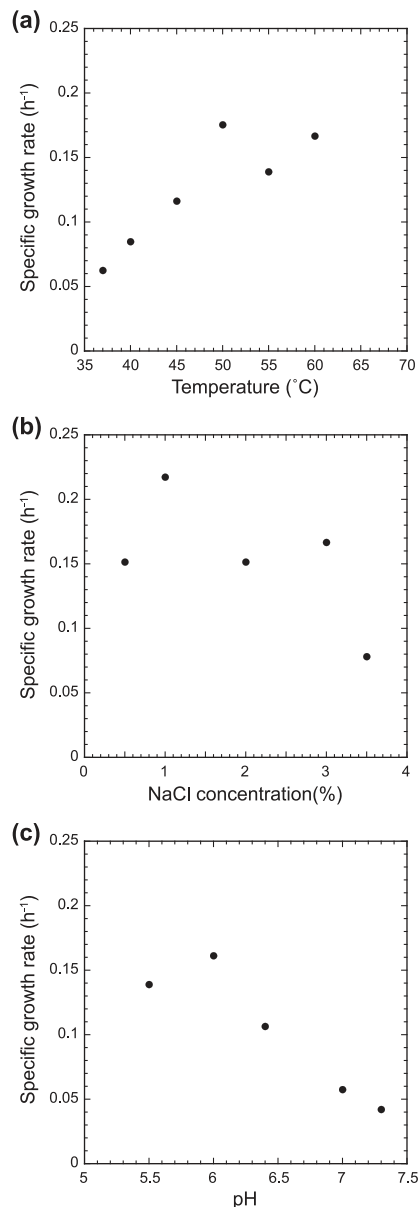 (a)
Specific growth rate (h⁻¹)
0.25
0.2
0.15
0.1
0.05
0
35 40 45 50 55 60 65 70
Temperature (˚C)
(b)
Specific growth rate (h⁻¹)
0.25
0.2
0.15
0.1
0.05
0
0 1 2 3 4
NaCl concentration(%)
(c)
Specific growth rate (h⁻¹)
0.25
0.2
0.15
0.1
0.05
0
5 5.5 6 6.5 7 7.5
pH